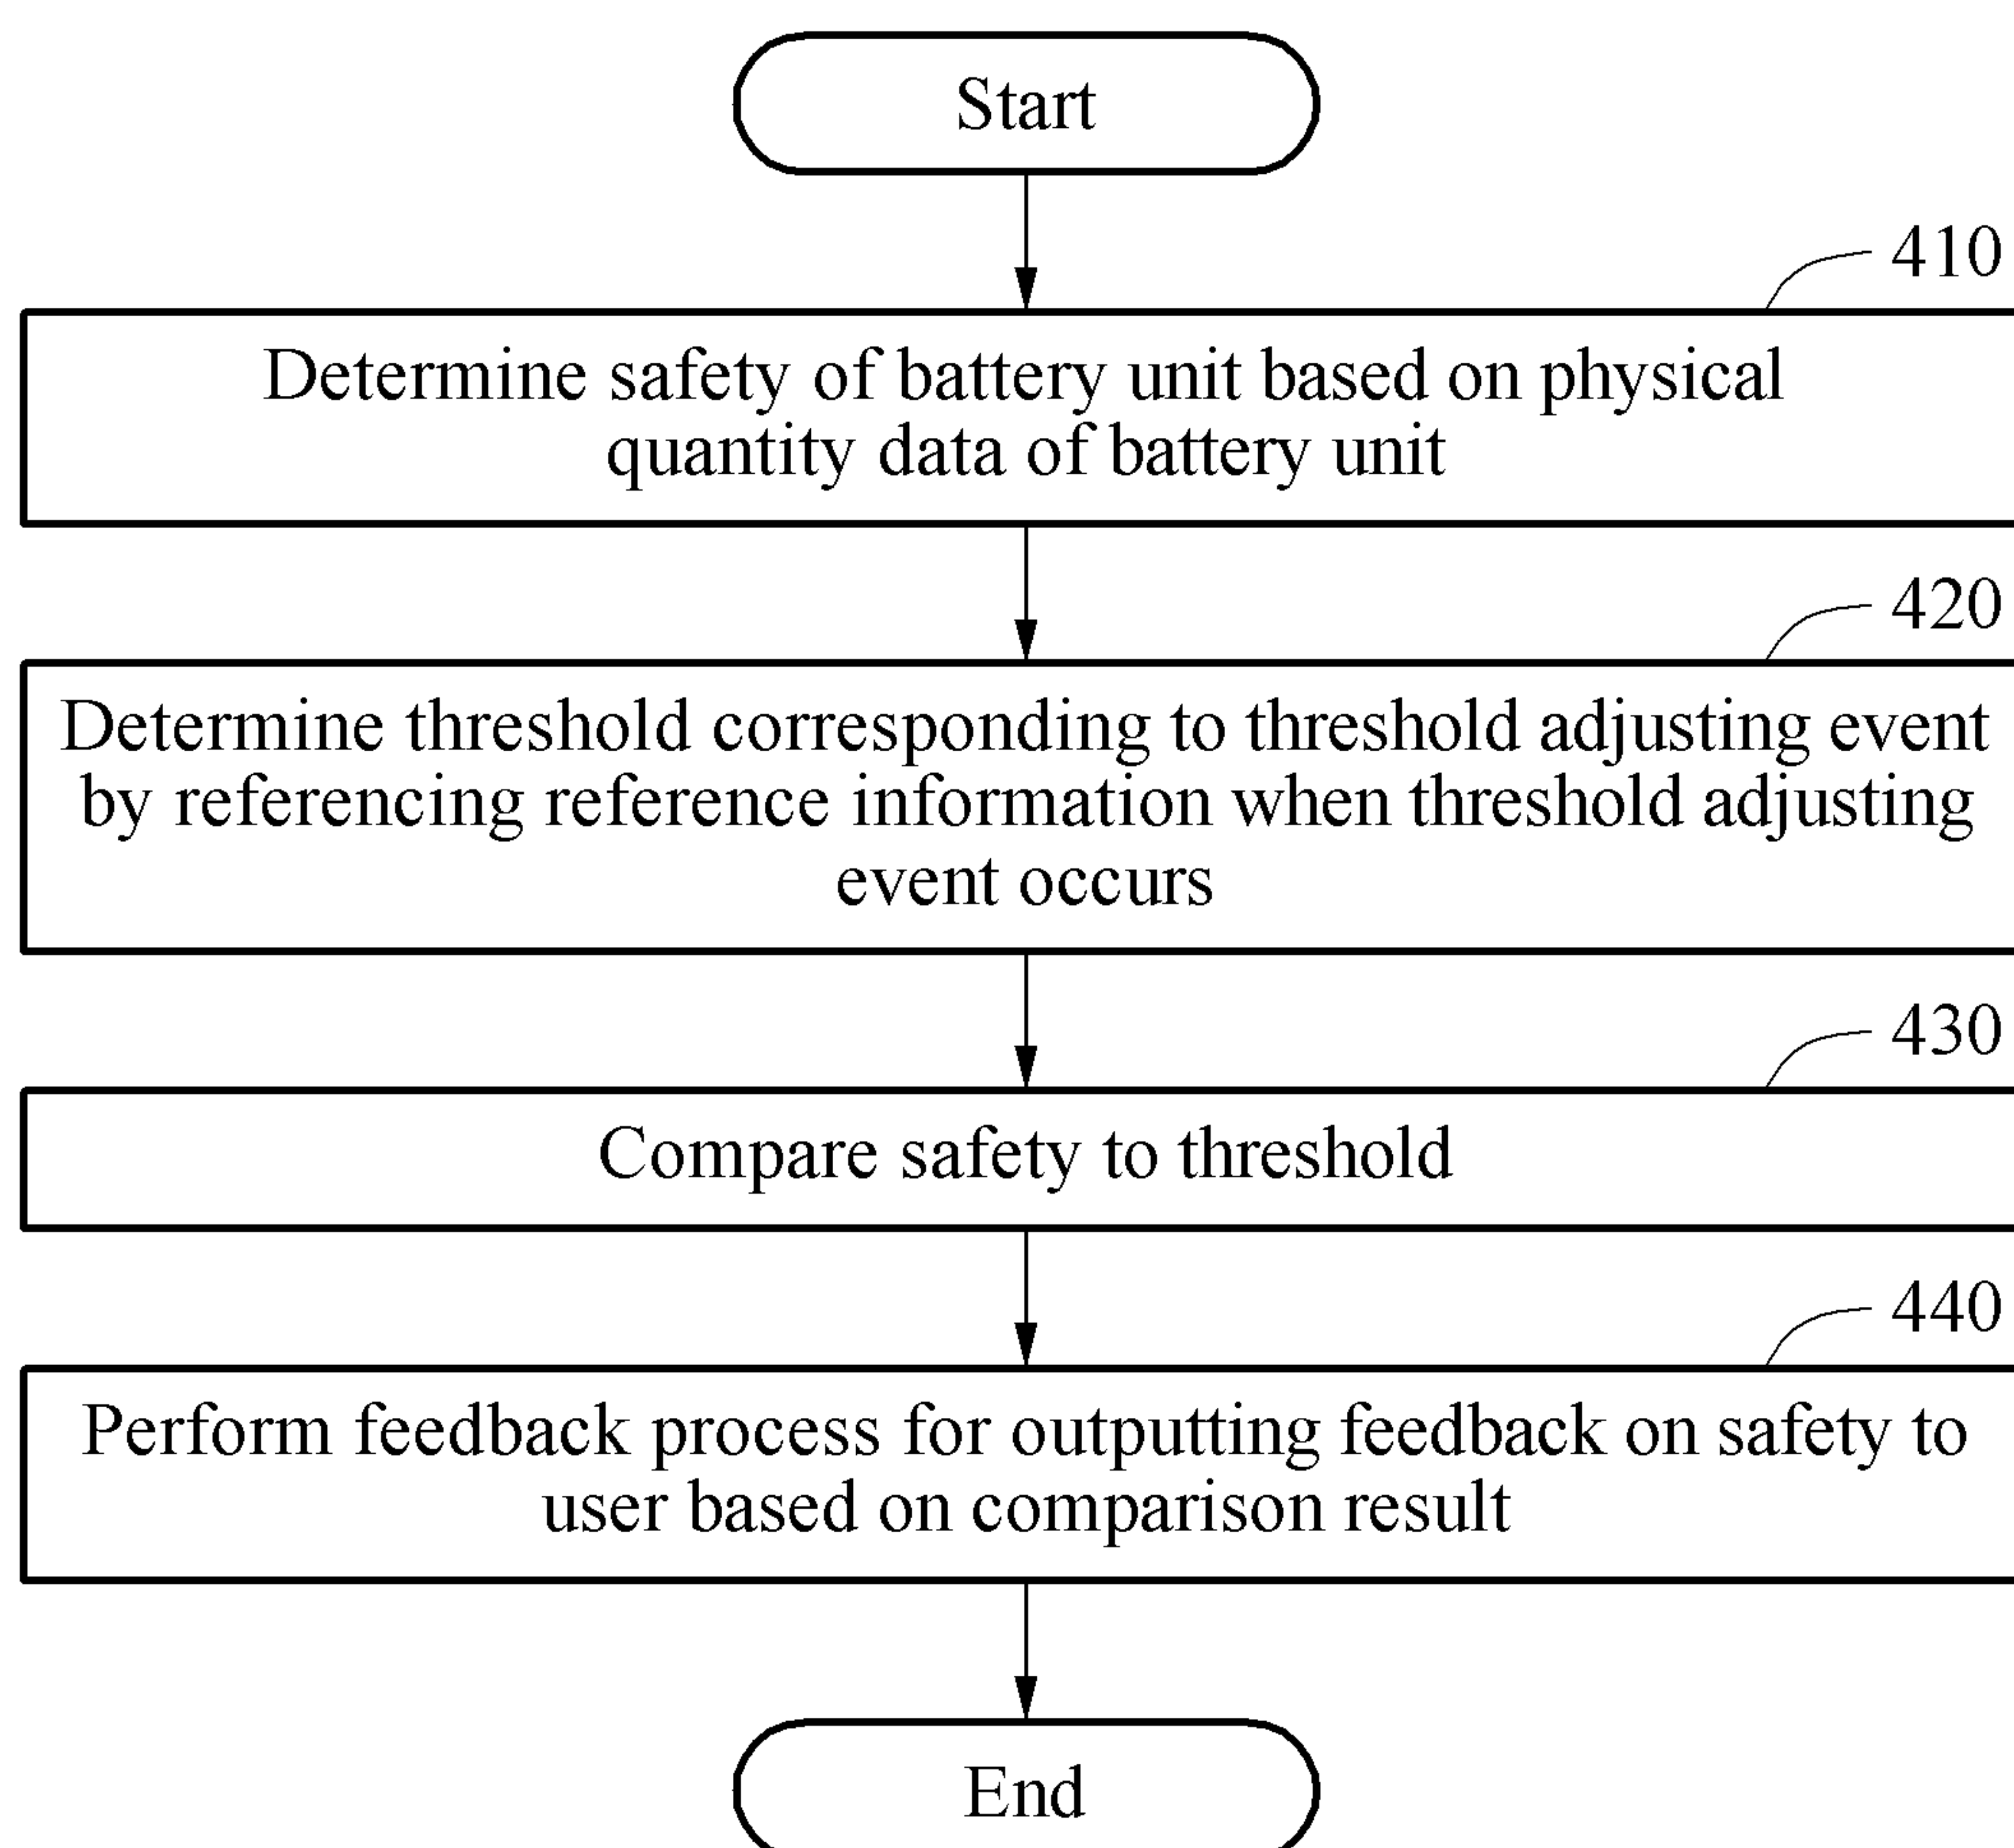 Start
410
Determine safety of battery unit based on physical
quantity data of battery unit
420
Determine threshold corresponding to threshold adjusting event
by referencing reference information when threshold adjusting
event occurs
430
Compare safety to threshold
440
Perform feedback process for outputting feedback on safety to
user based on comparison result
End